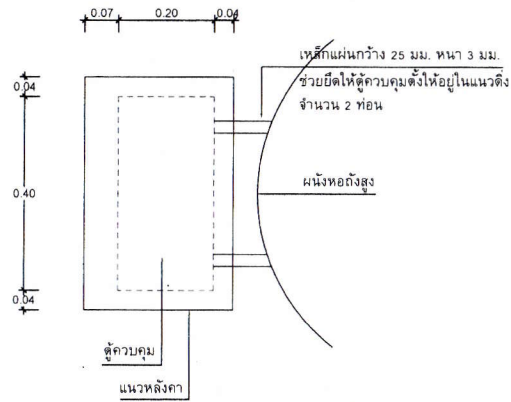 0.07 0.20 0.04
เหล็กแผ่นกว้าง 25 มม. หนา 3 มม.
ช่วยยึดให้ตู้ควบคุมตั้งให้อยู่ในแนวดิ่ง
จำนวน 2 ท่อน
0.04
ผนังหอถังสูง
0.40
0.04
ตู้ควบคุม
แนวหลังคา